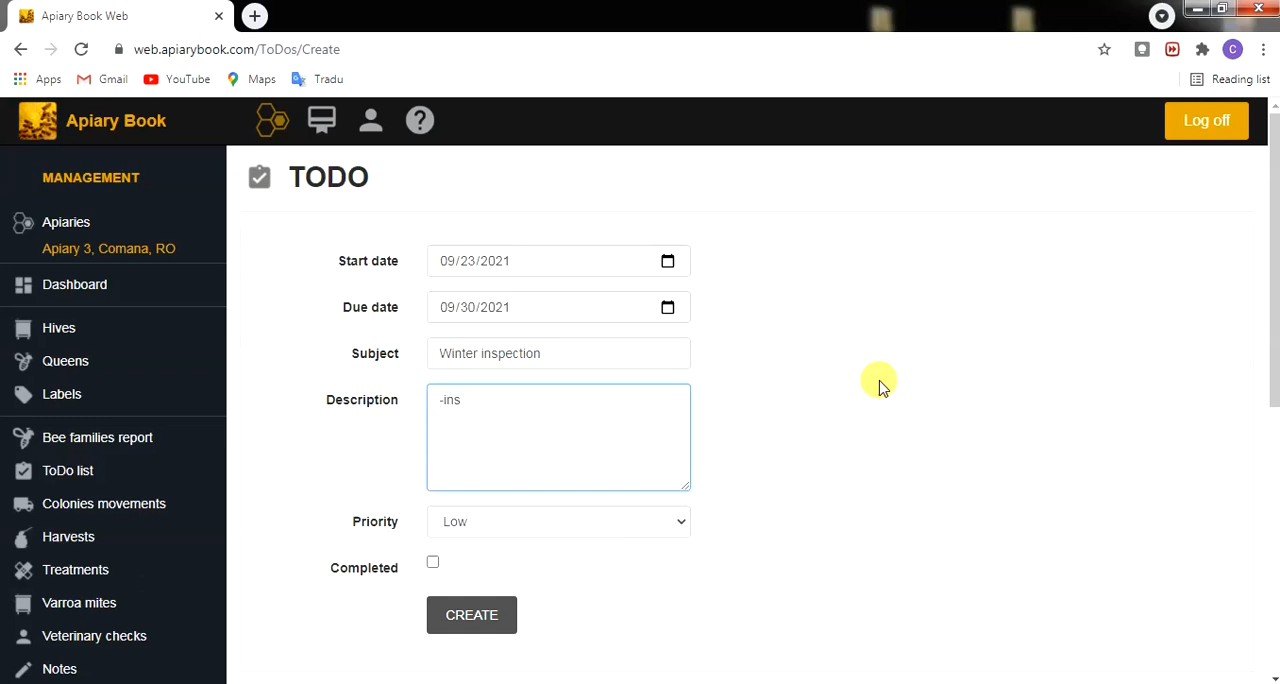 Apiary Book Web
web.apiarybook.com/ToDos/Create
C
Apps Gmail YouTube Maps Tradu Reading list
Apiary Book
Log off
MANAGEMENT
Apiaries
Apiary 3, Comana, RO
Dashboard
Hives
Queens
Labels
Bee families report
ToDo list
Colonies movements
Harvests
Treatments
Varroa mites
Veterinary checks
Notes
TODO
Start date 09/23/2021
Due date 09/30/2021
Subject Winter inspection
Description -ins
Priority Low
Completed
CREATE